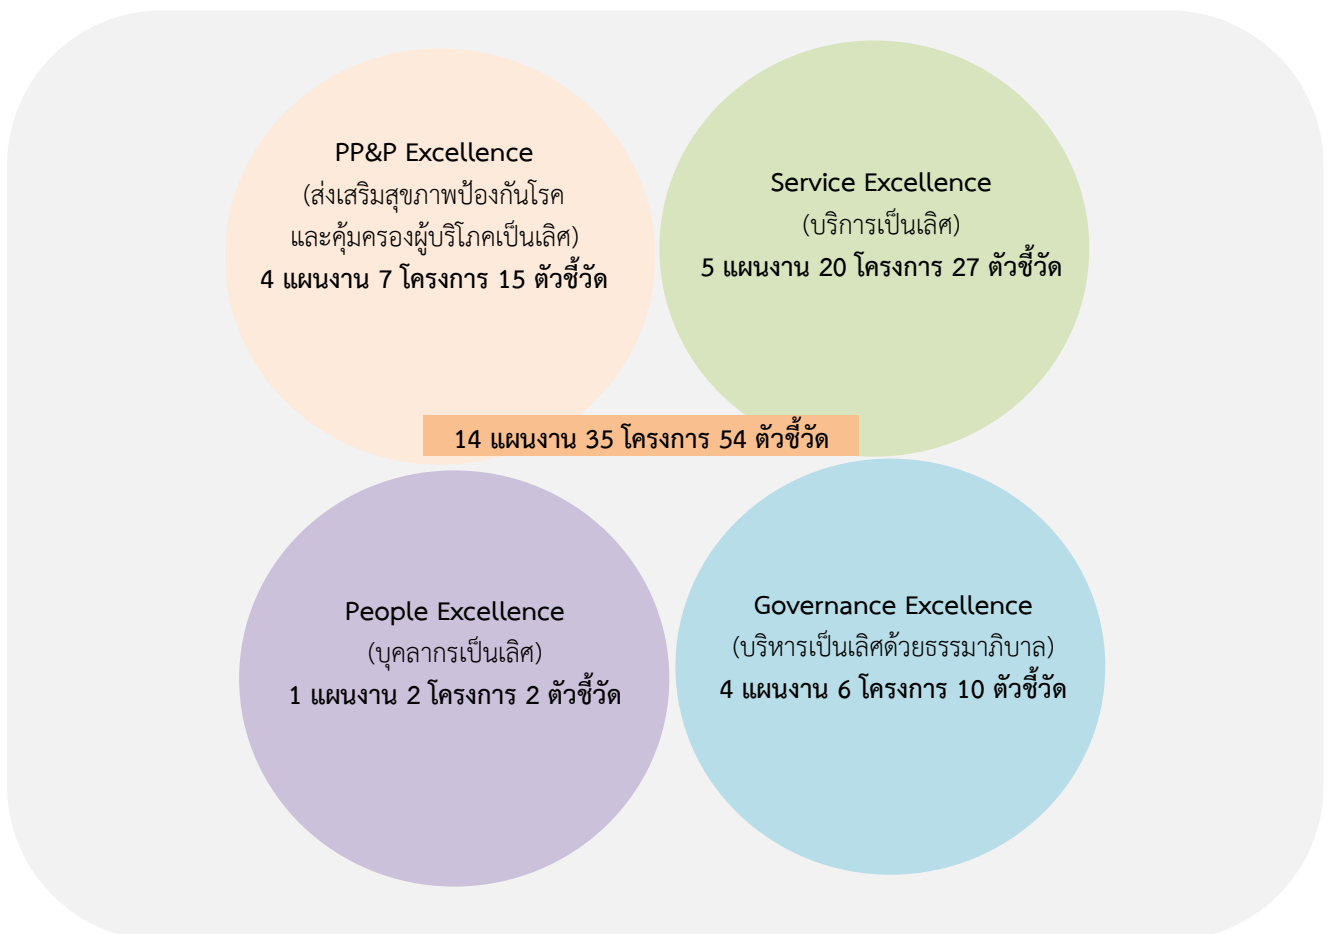 PP&P Excellence
(ส่งเสริมสุขภาพป้องกันโรค
และคุ้มครองผู้บริโภคเป็นเลิศ)
4 แผนงาน 7 โครงการ 15 ตัวชี้วัด
Service Excellence
(บริการเป็นเลิศ)
5 แผนงาน 20 โครงการ 27 ตัวชี้วัด
14 แผนงาน 35 โครงการ 54 ตัวชี้วัด
People Excellence
(บุคลากรเป็นเลิศ)
1 แผนงาน 2 โครงการ 2 ตัวชี้วัด
Governance Excellence
(บริหารเป็นเลิศด้วยธรรมาภิบาล)
4 แผนงาน 6 โครงการ 10 ตัวชี้วัด